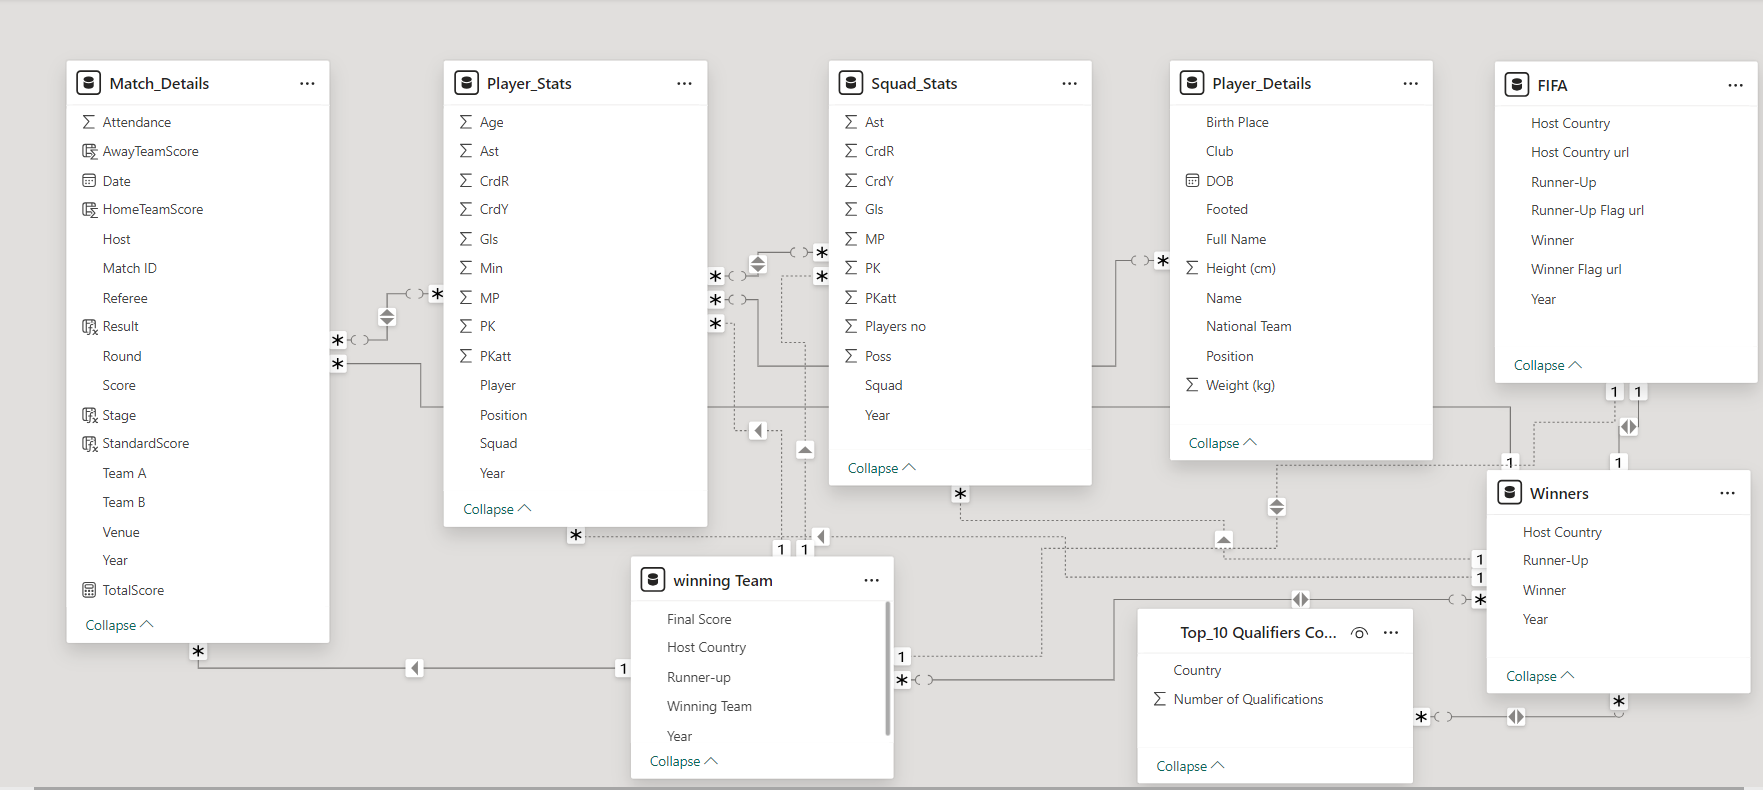 Match_Details
Attendance
AwayTeamScore
Date
HomeTeamScore
Host
Match ID
Referee
Result
Round
Score
Stage
StandardScore
Team A
Team B
Venue
Year
TotalScore
Collapse
Player_Stats
Age
Ast
CrdR
CrdY
Gls
Min
MP
PK
PKatt
Player
Position
Squad
Year
Collapse
Squad_Stats
Ast
CrdR
CrdY
Gls
MP
PK
PKatt
Players no
Poss
Squad
Year
Collapse
Player_Details
Birth Place
Club
DOB
Footed
Full Name
Height (cm)
Name
National Team
Position
Weight (kg)
Collapse
FIFA
Host Country
Host Country url
Runner-Up
Runner-Up Flag url
Winner
Winner Flag url
Year
Collapse
1 1
1 1
Winners
Host Country
Runner-Up
Winner
Year
Collapse
1
1
1 1
winning Team
Final Score
Host Country
Runner-up
Winning Team
Year
Collapse
1
1
Top_10 Qualifiers Co...
Country
Number of Qualifications
Collapse